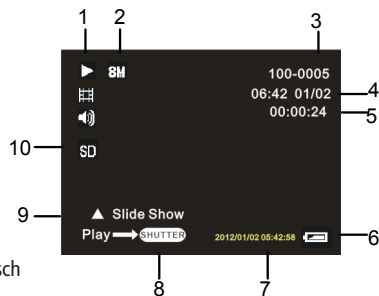 1 2 3
8M 100-0005
06:42 01/02 4
00:00:24 5
10 SD
9 Slide Show
Play SHUTTER 2012/01/02 05:42:58 6
sch
8 7